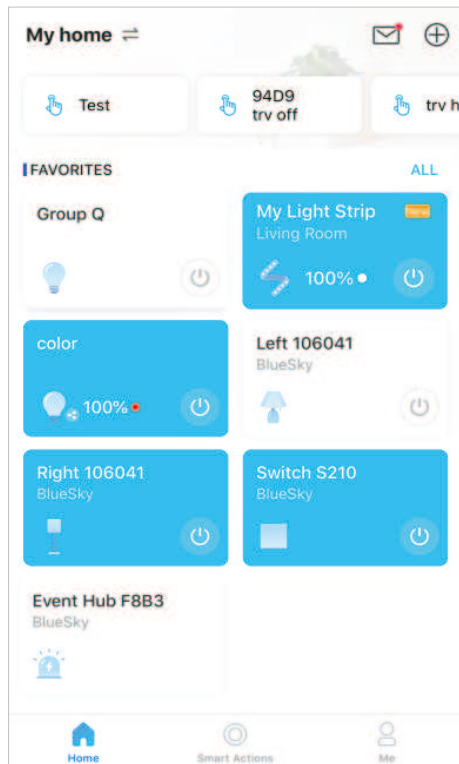 My home
Test
94D9
trv off
trv h
FAVORITES
ALL
Group Q
My Light Strip
Living Room
100%
color
100%
Left 106041
BlueSky
Right 106041
BlueSky
Switch S210
BlueSky
Event Hub F8B3
BlueSky
Home
Smart Actions
Me